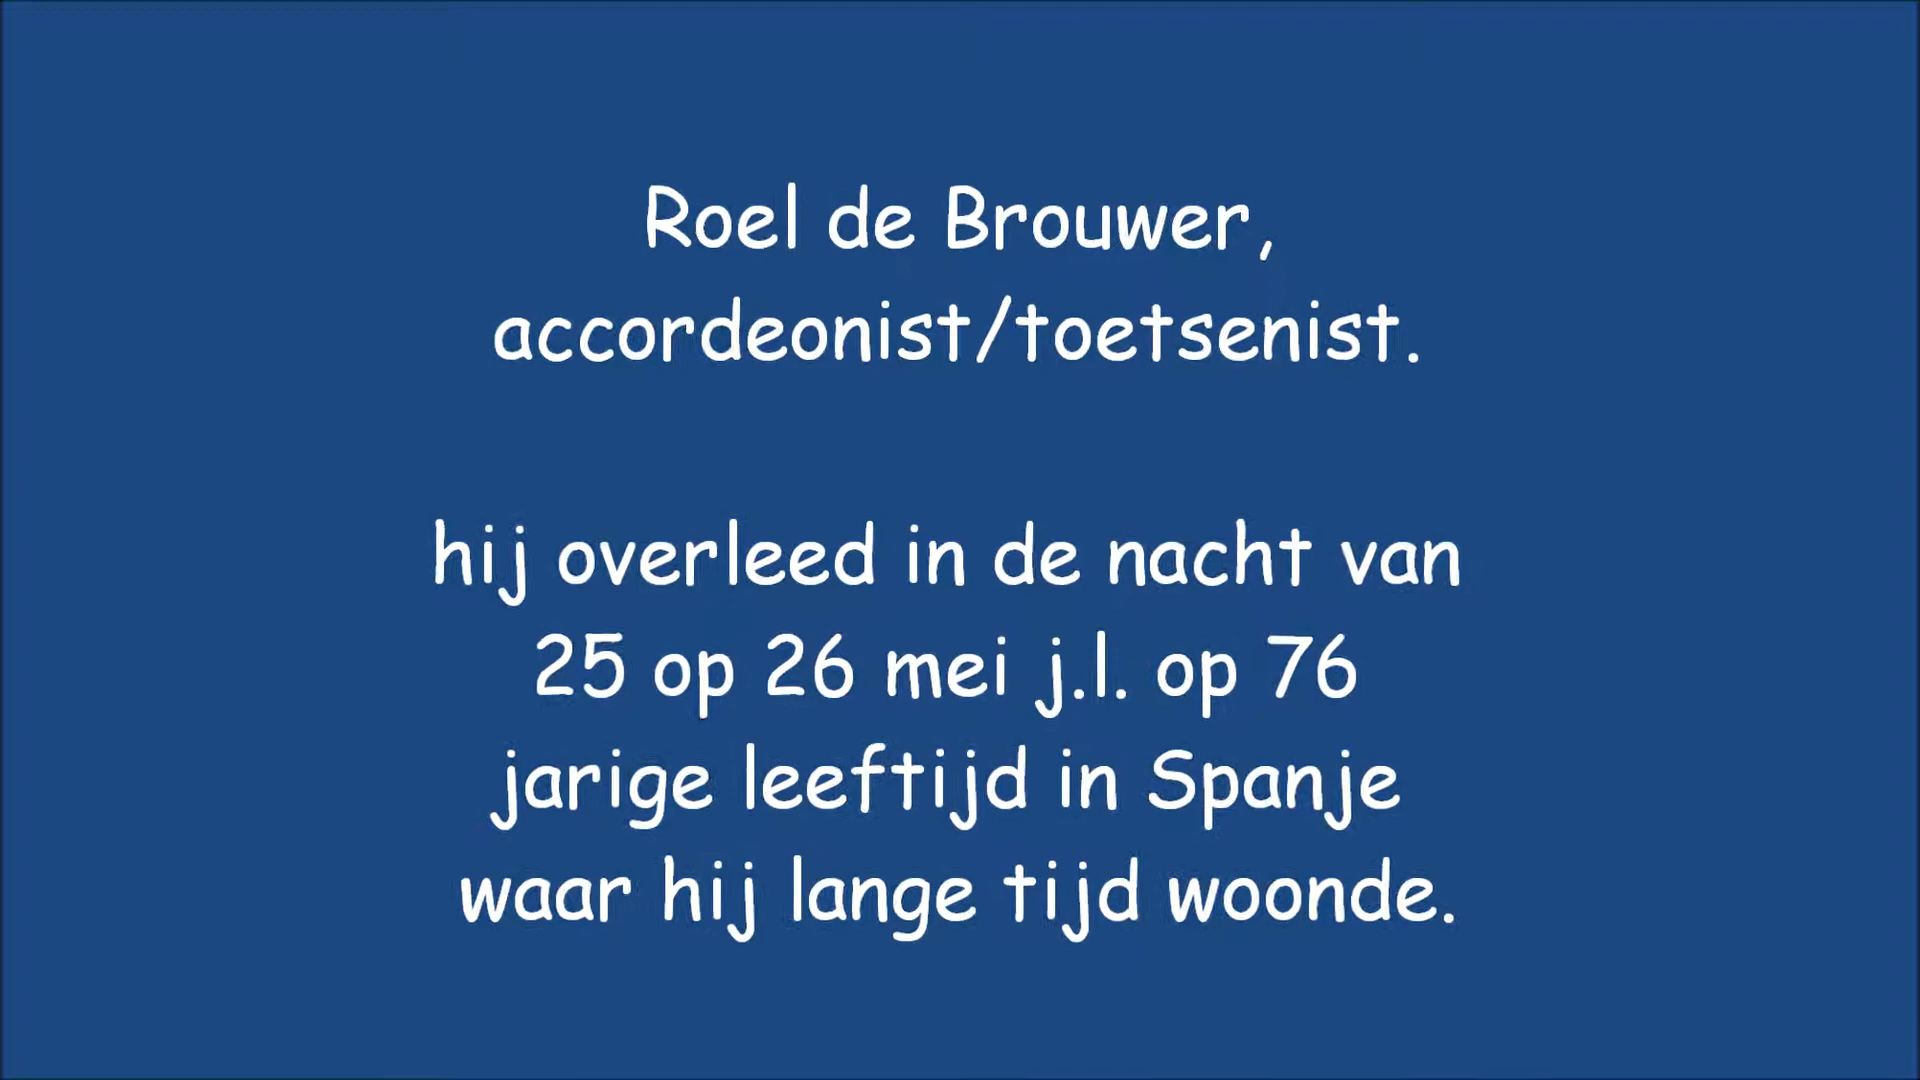 Roel de Brouwer,
accordeonist/toetsenist.
hij overleed in de nacht van
25 op 26 mei j.l. op 76
jarige leeftijd in Spanje
waar hij lange tijd woonde.